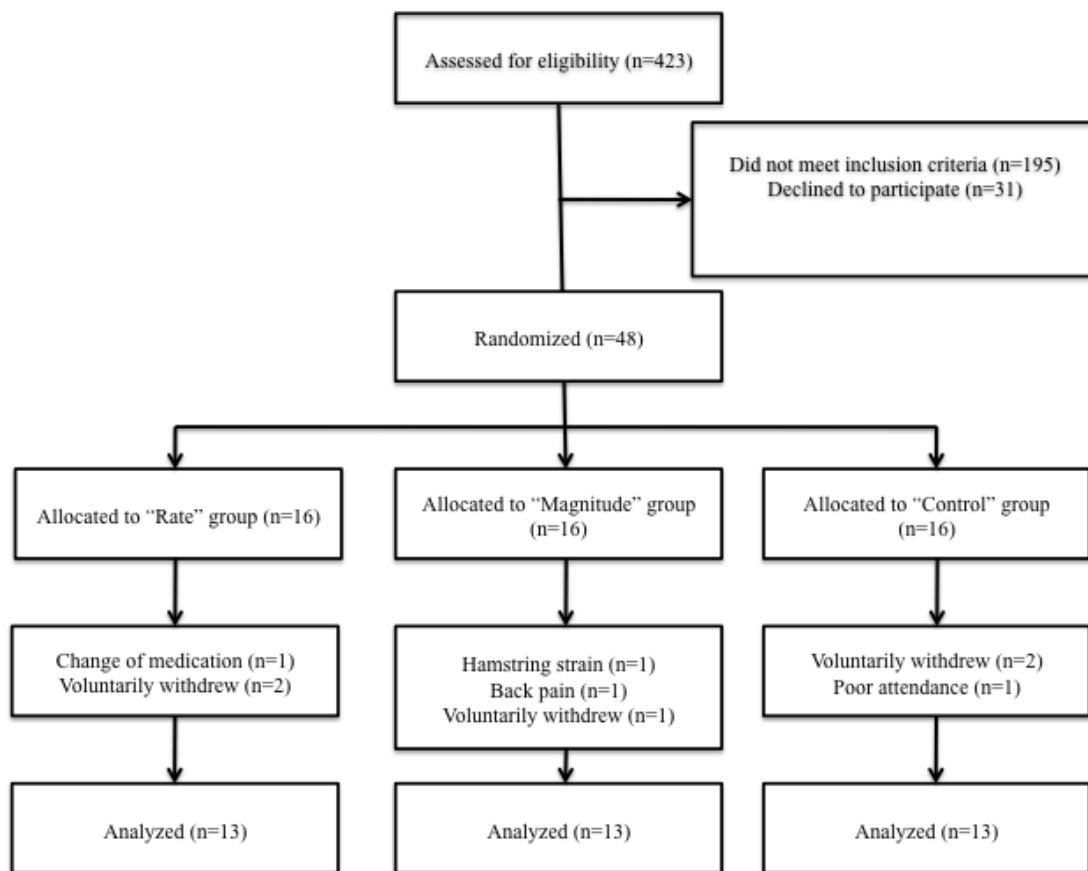 Assessed for eligibility (n=423)
Did not meet inclusion criteria (n=195)
Declined to participate (n=31)
Randomized (n=48)
Allocated to “Rate” group (n=16)
Allocated to “Magnitude” group
(n=16)
Allocated to “Control” group
(n=16)
Change of medication (n=1)
Voluntarily withdrew (n=2)
Hamstring strain (n=1)
Back pain (n=1)
Voluntarily withdrew (n=1)
Voluntarily withdrew (n=2)
Poor attendance (n=1)
Analyzed (n=13)
Analyzed (n=13)
Analyzed (n=13)